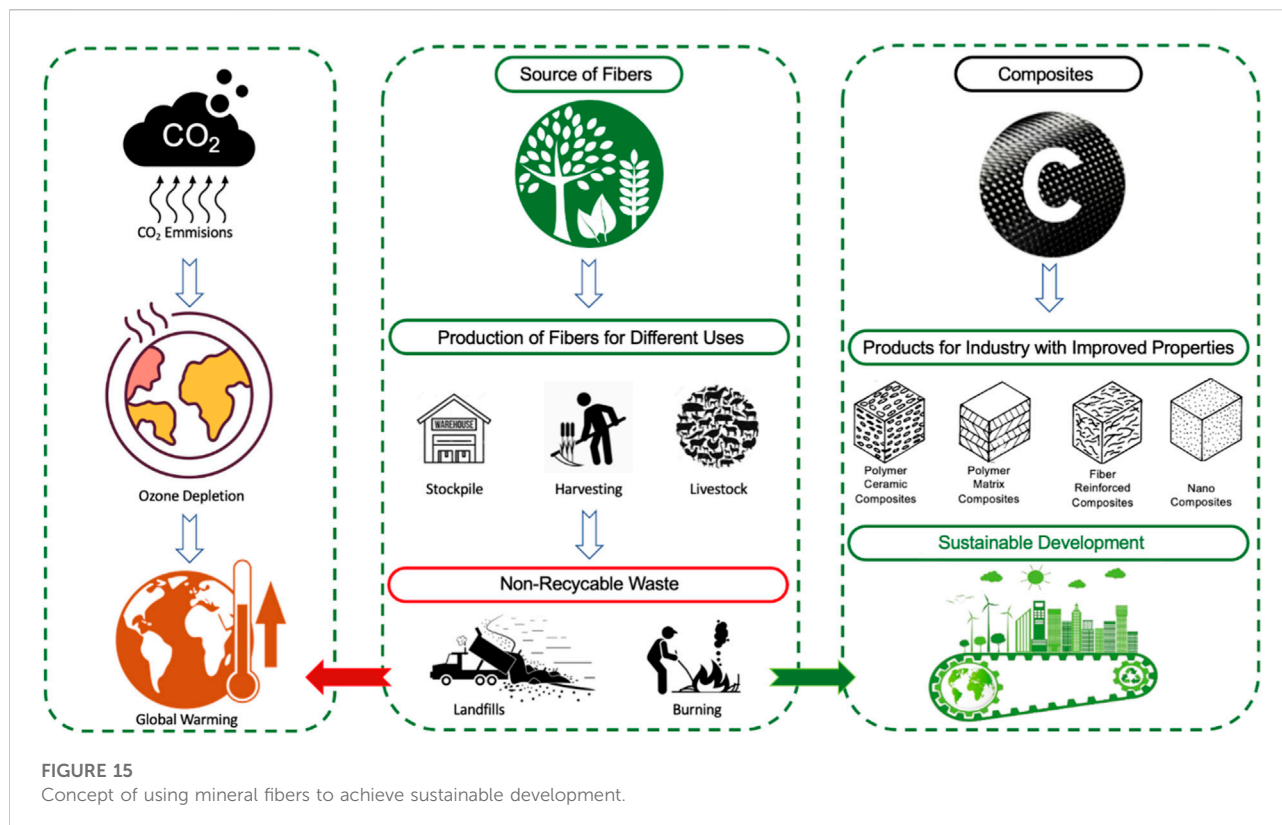 CO₂
CO₂ Emmisions
Ozone Depletion
Global Warming
Source of Fibers
Production of Fibers for Different Uses
WAREHOUSE
Stockpile
Harvesting
Livestock
Non-Recycable Waste
Landfills
Burning
Composites
C
Products for Industry with Improved Properties
Polymer
Ceramic
Composites
Polymer
Matrix
Composites
Fiber
Reinforced
Composites
Nano
Composites
Sustainable Development
FIGURE 15
Concept of using mineral fibers to achieve sustainable development.